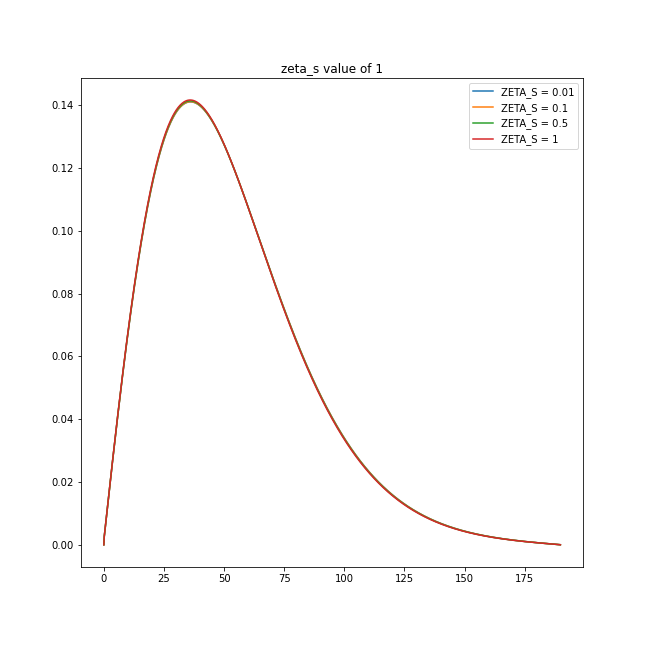 zeta_s value of 1
ZETA_S = 0.01
ZETA_S = 0.1
ZETA_S = 0.5
ZETA_S = 1
0.14
0.12
0.10
0.08
0.06
0.04
0.02
0.00
0 25 50 75 100 125 150 175